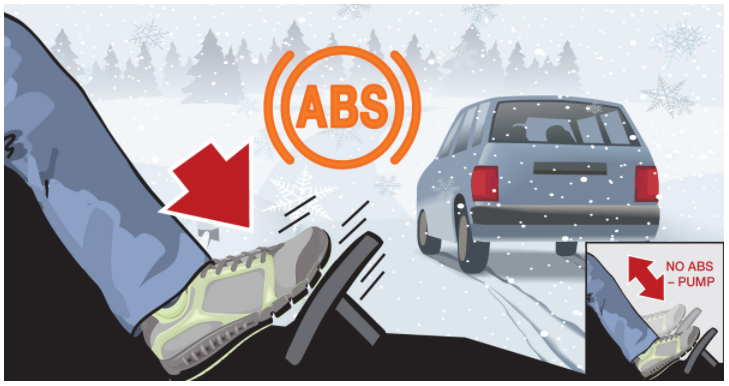 ABS
NO ABS
– PUMP